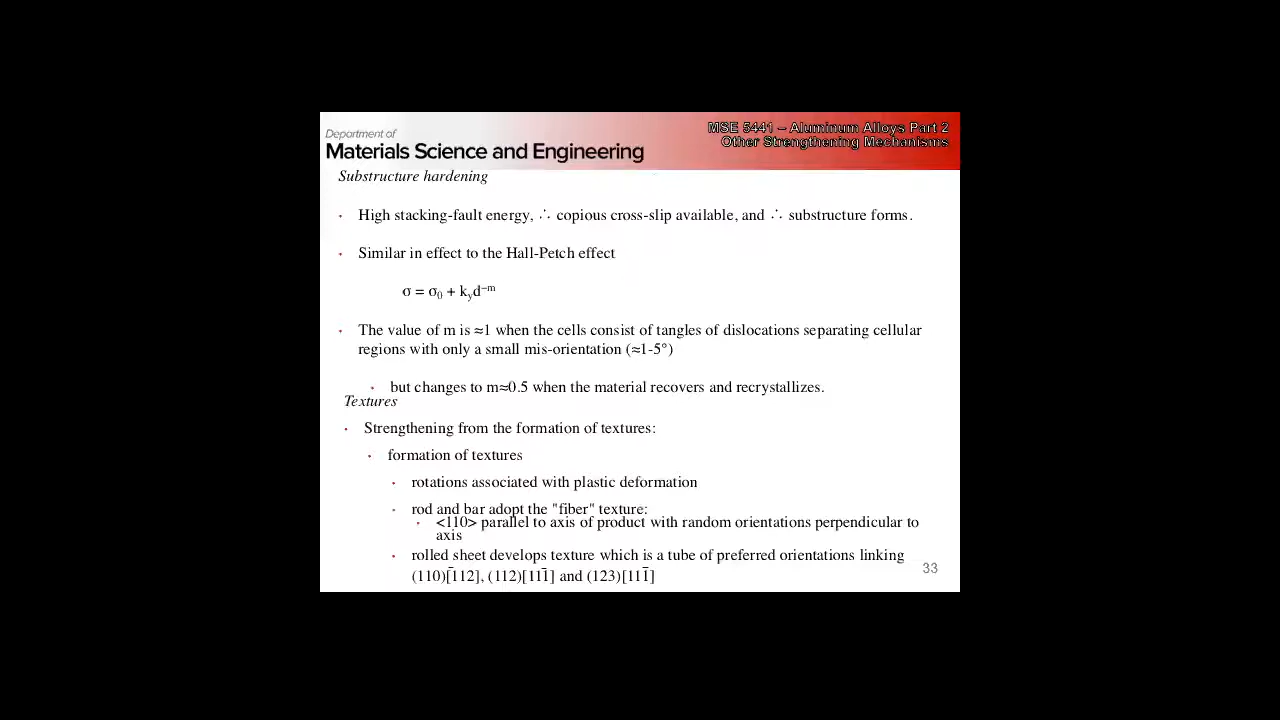 Department of
Materials Science and Engineering
MSE 5441 – Aluminum Alloys Part 2
Other Strengthening Mechanisms
Substructure hardening
• High stacking-fault energy, ∴ copious cross-slip available, and ∴ substructure forms.
• Similar in effect to the Hall-Petch effect
σ = σ₀ + kᵧd⁻ᵐ
• The value of m is ≈1 when the cells consist of tangles of dislocations separating cellular
regions with only a small mis-orientation (≈1-5°)
• but changes to m≈0.5 when the material recovers and recrystallizes.
Textures
• Strengthening from the formation of textures:
• formation of textures
• rotations associated with plastic deformation
• rod and bar adopt the "fiber" texture:
• <110> parallel to axis of product with random orientations perpendicular to
axis
• rolled sheet develops texture which is a tube of preferred orientations linking
(110)[1̅12], (112)[111̅] and (123)[111̅]
33